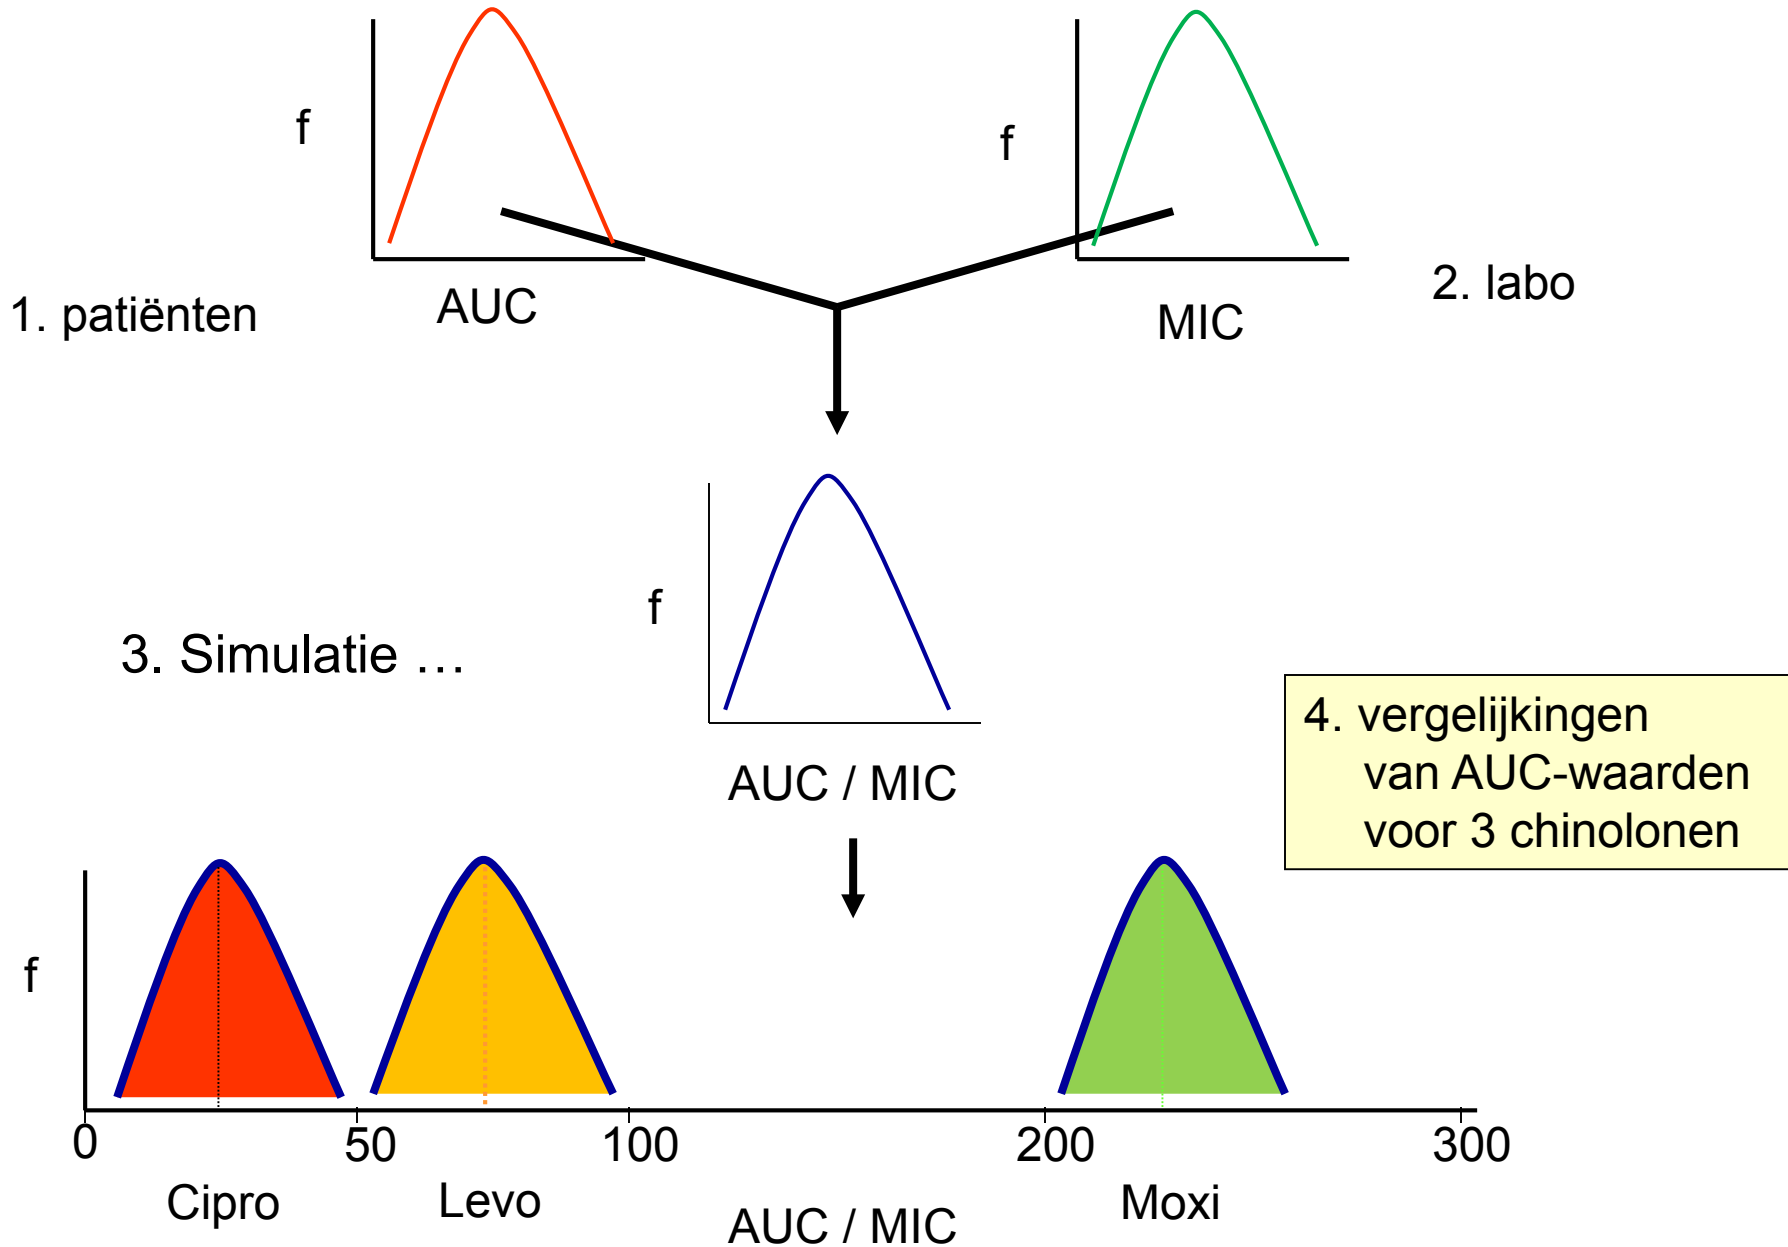 f
f
1. patiënten
AUC
MIC
2. labo
f
3. Simulatie …
AUC / MIC
4. vergelijkingen
van AUC-waarden
voor 3 chinolonen
f
0
50
100
200
300
Cipro
Levo
AUC / MIC
Moxi